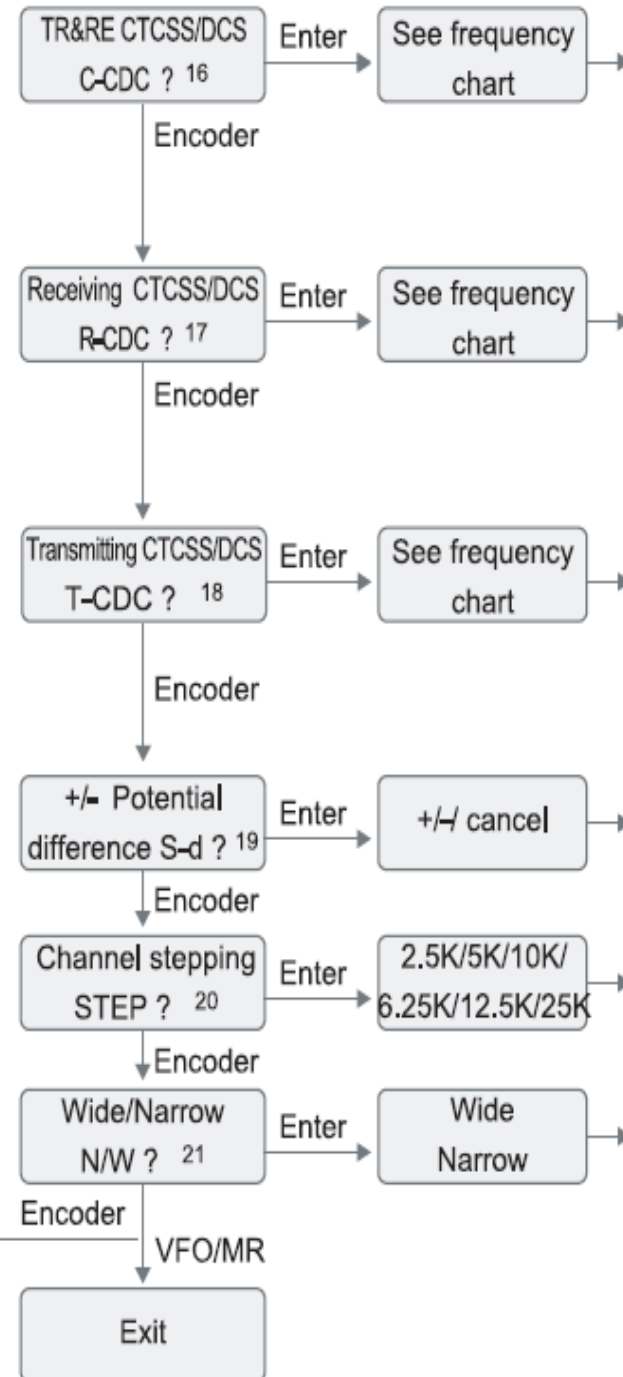 TR&RE CTCSS/DCS
C-CDC ? 16
Enter
See frequency
chart
Encoder
Receiving CTCSS/DCS
R-CDC ? 17
Enter
See frequency
chart
Encoder
Transmitting CTCSS/DCS
T-CDC ? 18
Enter
See frequency
chart
Encoder
+/- Potential
difference S-d ? 19
Enter
+/-/ cancel
Encoder
Channel stepping
STEP ? 20
Enter
2.5K/5K/10K/
6.25K/12.5K/25K
Encoder
Wide/Narrow
N/W ? 21
Enter
Wide
Narrow
Encoder
VFO/MR
Exit